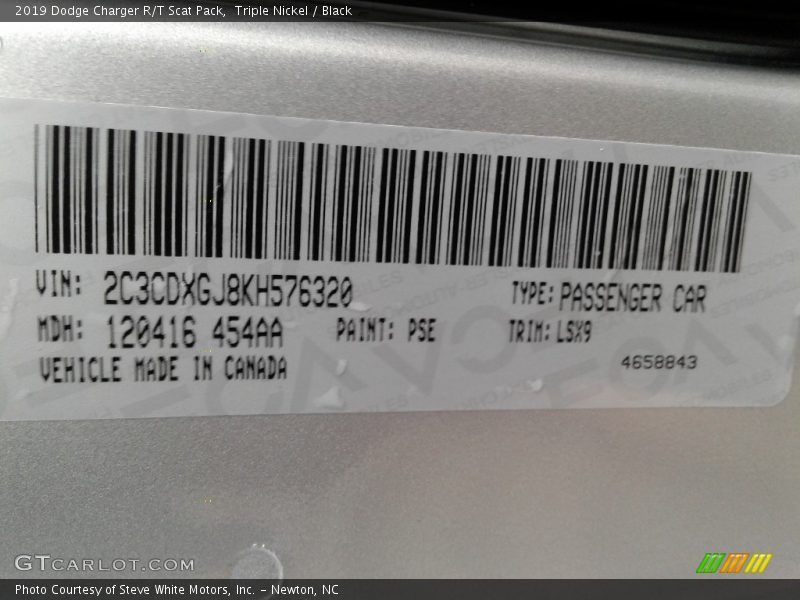 2019 Dodge Charger R/T Scat Pack, Triple Nickel / Black
VIN: 2C3CDXGJ8KH576320 TYPE: PASSENGER CAR
MDH: 120416 454AA PAINT: PSE TRIM: LSX9
VEHICLE MADE IN CANADA 4658843
GTCARLOT.COM
Photo Courtesy of Steve White Motors, Inc. - Newton, NC